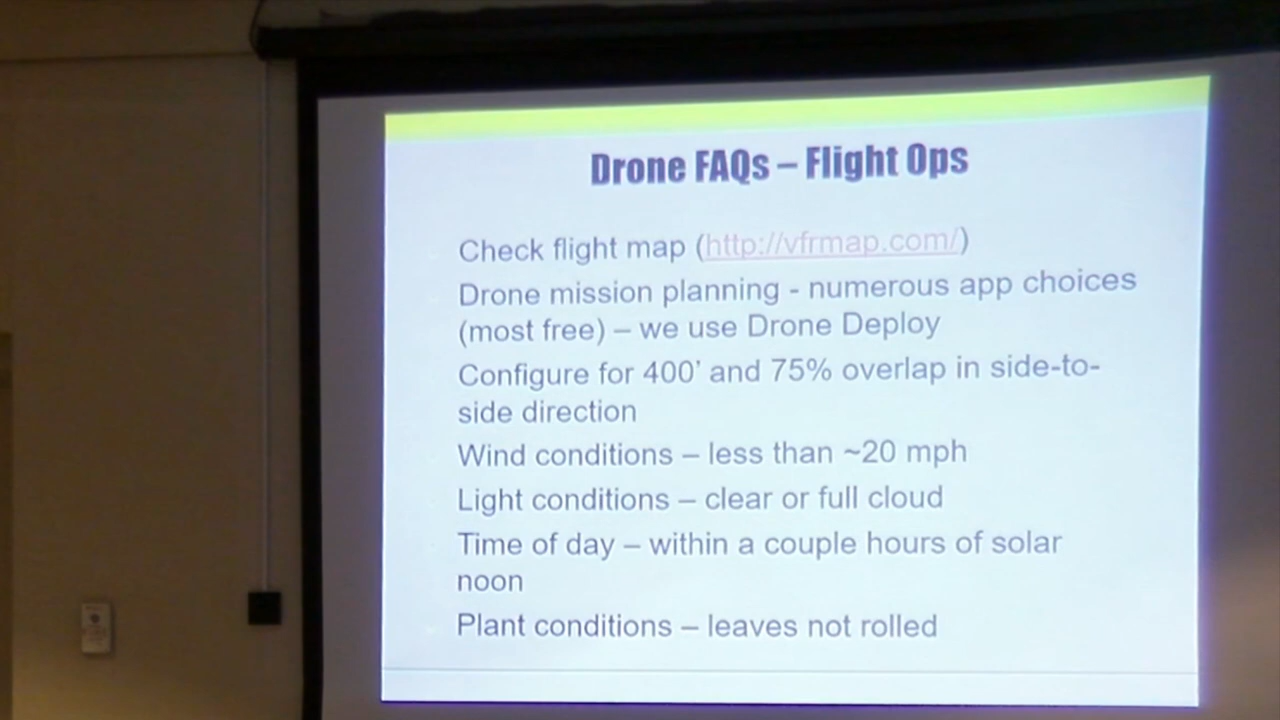 Drone FAQs – Flight Ops
Check flight map (http://vfrmap.com/)
Drone mission planning - numerous app choices
(most free) – we use Drone Deploy
Configure for 400' and 75% overlap in side-to-
side direction
Wind conditions – less than ~20 mph
Light conditions – clear or full cloud
Time of day – within a couple hours of solar
noon
Plant conditions – leaves not rolled